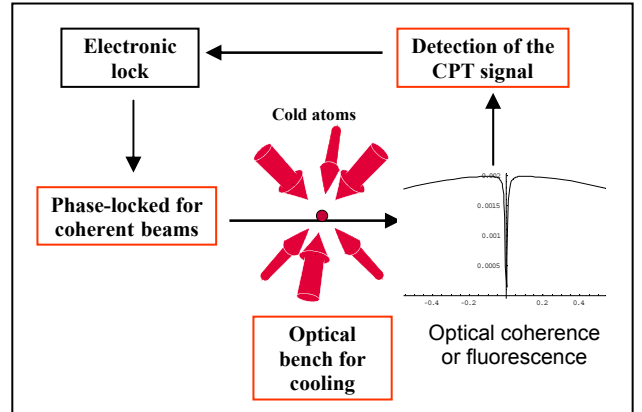 Electronic
lock
Detection of the
CPT signal
Cold atoms
Phase-locked for
coherent beams
0.002
0.0015
0.001
0.0005
-0.4
-0.2
0.2
0.4
Optical
bench for
cooling
Optical coherence
or fluorescence